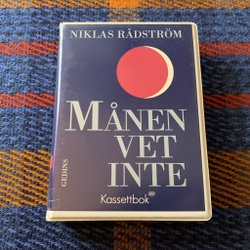 NIKLAS RÅDSTRÖM
MÅNEN
VET
INTE
GEDINS
Kassettbok